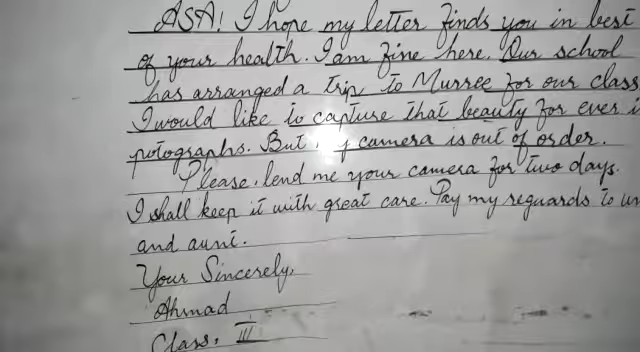 ASA! I hope my letter finds you in best
of your health. I am fine here. Our school
has arranged a trip to Murree for our class
I would like to capture that beauty for ever i
potographs. But camera is out of order.
Please, lend me your camera for two days.
I shall keep it with great care. Pay my reguards to un
and aunt.
Your Sincerely,
Ahmad
Class, III